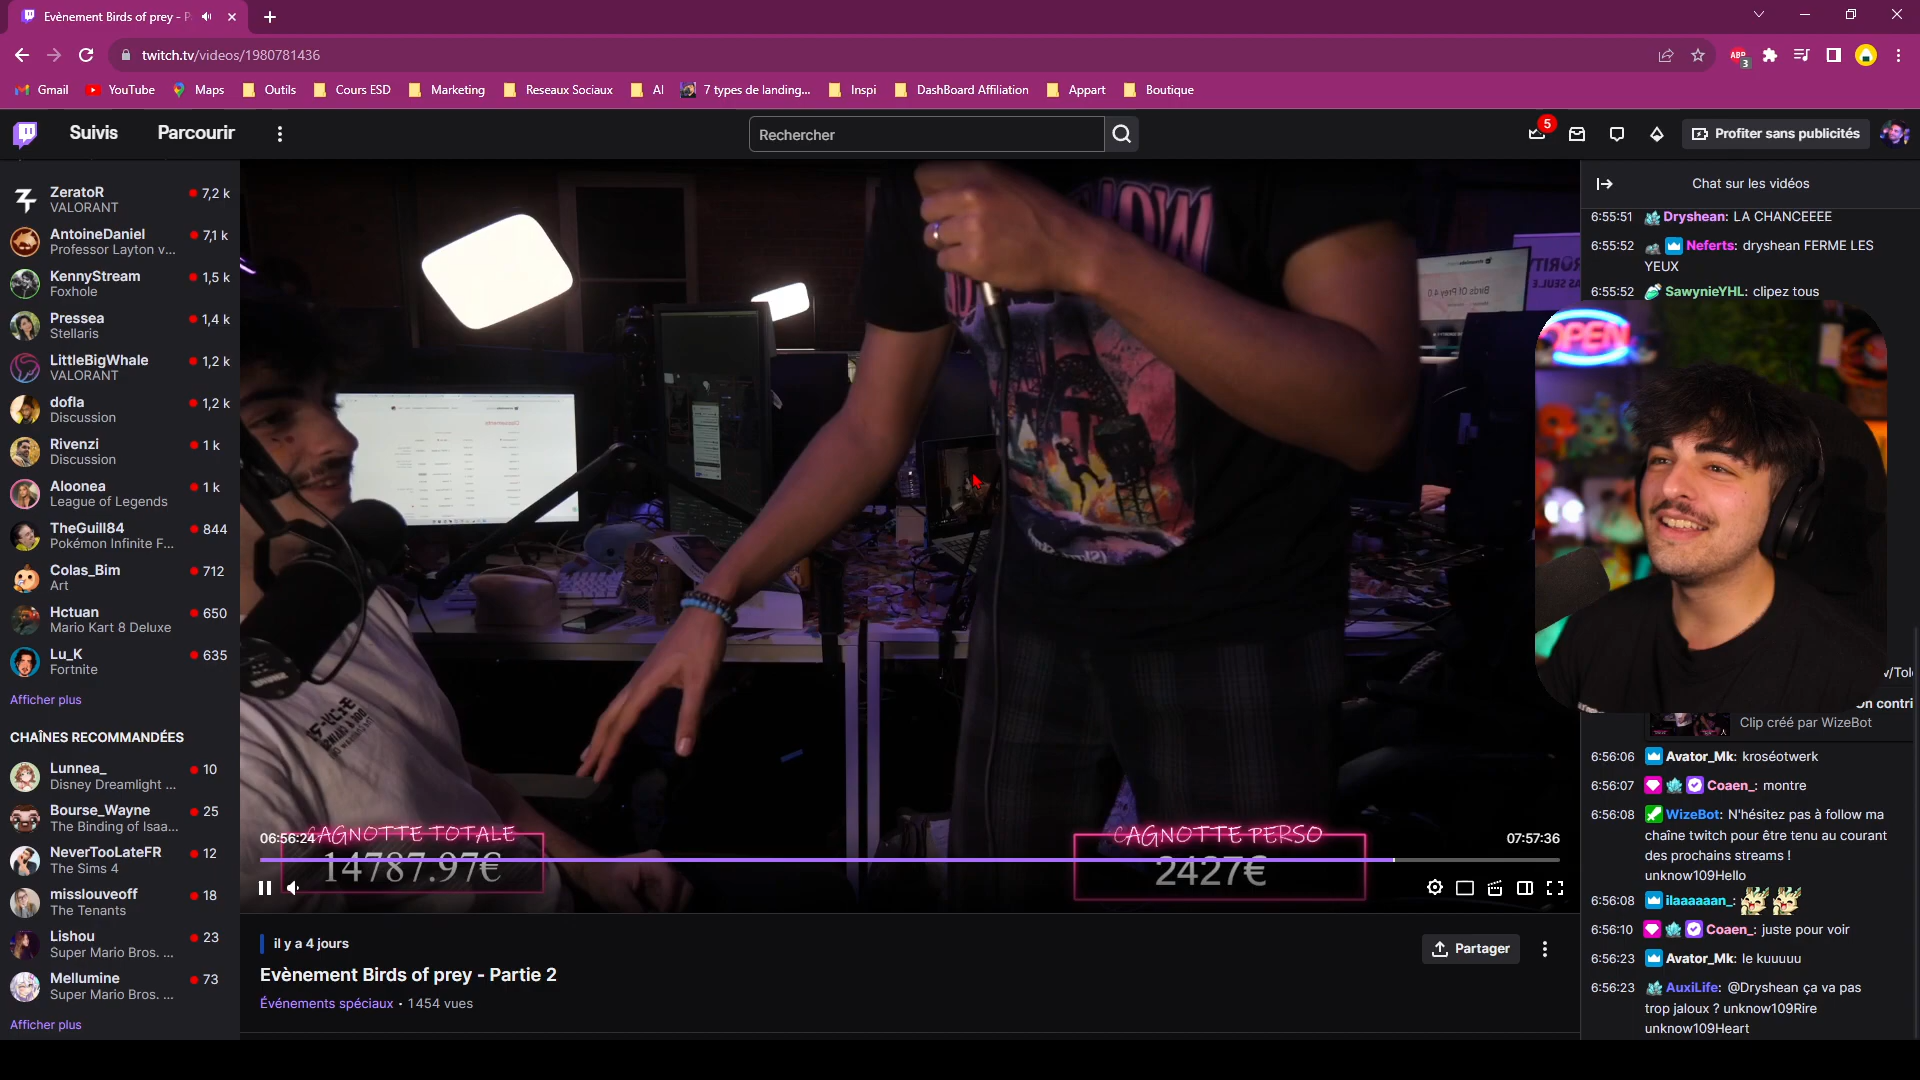 Evènement Birds of prey - P
twitch.tv/videos/1980781436
ABP
3
Gmail
YouTube
Maps
Outils
Cours ESD
Marketing
Reseaux Sociaux
AI
7 types de landing...
Inspi
DashBoard Affiliation
Appart
Boutique
Suivis
Parcourir
Rechercher
5
Profiter sans publicités
ZeratoR
7,2 k
VALORANT
AntoineDaniel
7,1 k
Professor Layton v...
KennyStream
1,5 k
Foxhole
Pressea
1,4 k
Stellaris
LittleBigWhale
1,2 k
VALORANT
dofla
1,2 k
Discussion
Rivenzi
1 k
Discussion
Aloonea
1 k
League of Legends
TheGuill84
844
Pokémon Infinite F...
Colas_Bim
712
Art
Hctuan
650
Mario Kart 8 Deluxe
Lu_K
635
Fortnite
Afficher plus
CHAÎNES RECOMMANDÉES
Lunnea_
10
Disney Dreamlight ...
Bourse_Wayne
25
The Binding of Isaa...
NeverTooLateFR
12
The Sims 4
misslouveoff
18
The Tenants
Lishou
23
Super Mario Bros. ...
Mellumine
73
Super Mario Bros. ...
Afficher plus
Birds Of Prey 4.0
06:56:24
CAGNOTTE TOTALE
14787.97€
CAGNOTTE PERSO
2427€
07:57:36
il y a 4 jours
Evènement Birds of prey - Partie 2
Événements spéciaux • 1 454 vues
Partager
Chat sur les vidéos
6:55:51 Dryshean: LA CHANCEEEE
6:55:52 Neferts: dryshean FERME LES
YEUX
6:55:52 SawynieYHL: clipez tous
OPEN
v/Tol
on contri
Clip créé par WizeBot
6:56:06 Avator_Mk: kroséotwerk
6:56:07 Coaen_: montre
6:56:08 WizeBot: N'hésitez pas à follow ma
chaîne twitch pour être tenu au courant
des prochains streams !
unknow109Hello
6:56:08 ilaaaaaan_:
6:56:10 Coaen_: juste pour voir
6:56:23 Avator_Mk: le kuuuuu
6:56:23 AuxiLife: @Dryshean ça va pas
trop jaloux ? unknow109Rire
unknow109Heart